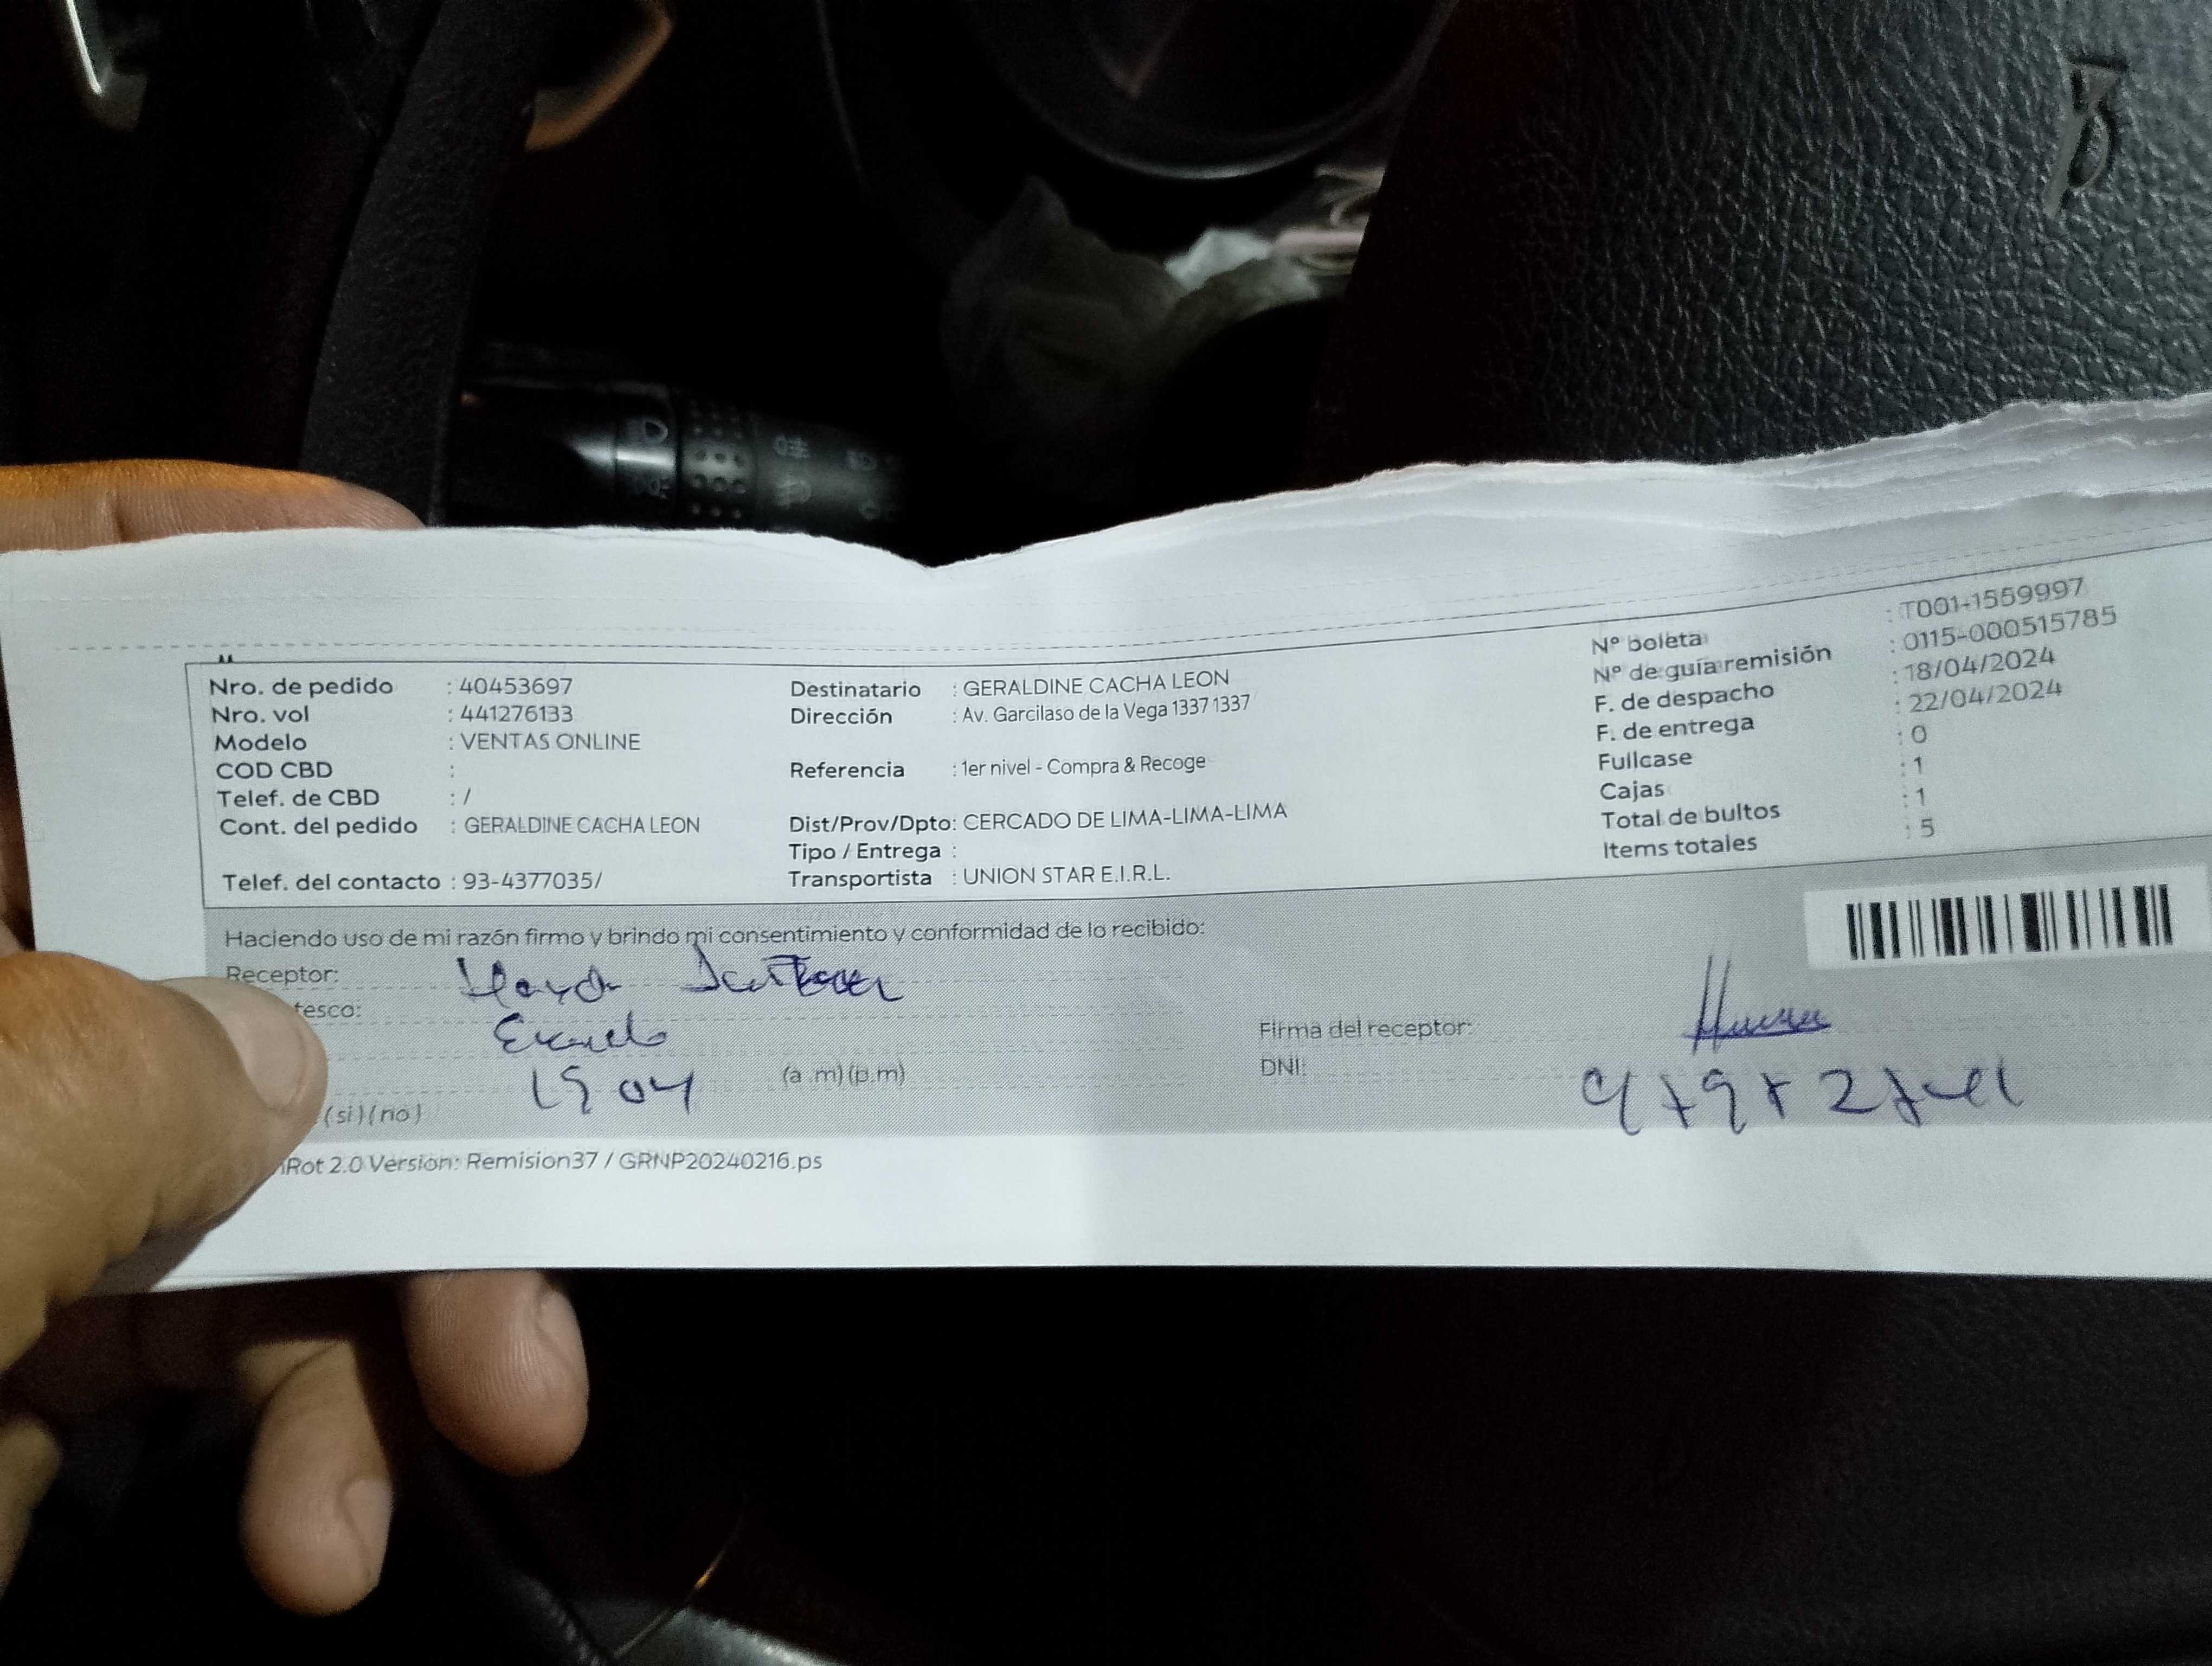 Nro. de pedido : 40453697
Nro. vol : 441276133
Modelo : VENTAS ONLINE
COD CBD :
Telef. de CBD : /
Cont. del pedido : GERALDINE CACHA LEON
Telef. del contacto : 93-4377035/
Destinatario : GERALDINE CACHA LEON
Dirección : Av. Garcilaso de la Vega 1337 1337
Referencia : 1er nivel - Compra & Recoge
Dist/Prov/Dpto: CERCADO DE LIMA-LIMA-LIMA
Tipo / Entrega :
Transportista : UNION STAR E.I.R.L.
Nº boleta : T001-1559997
Nº de guía remisión : 0115-000515785
F. de despacho : 18/04/2024
F. de entrega : 22/04/2024
Fullcase : 0
Cajas : 1
Total de bultos : 1
Items totales : 5
Haciendo uso de mi razón firmo y brindo mi consentimiento y conformidad de lo recibido:
Receptor:
tesco:
19 04 (a.m)(p.m)
(si)(no)
Firma del receptor:
DNI:
Rot 2.0 Version: Remision37 / GRNP20240216.ps